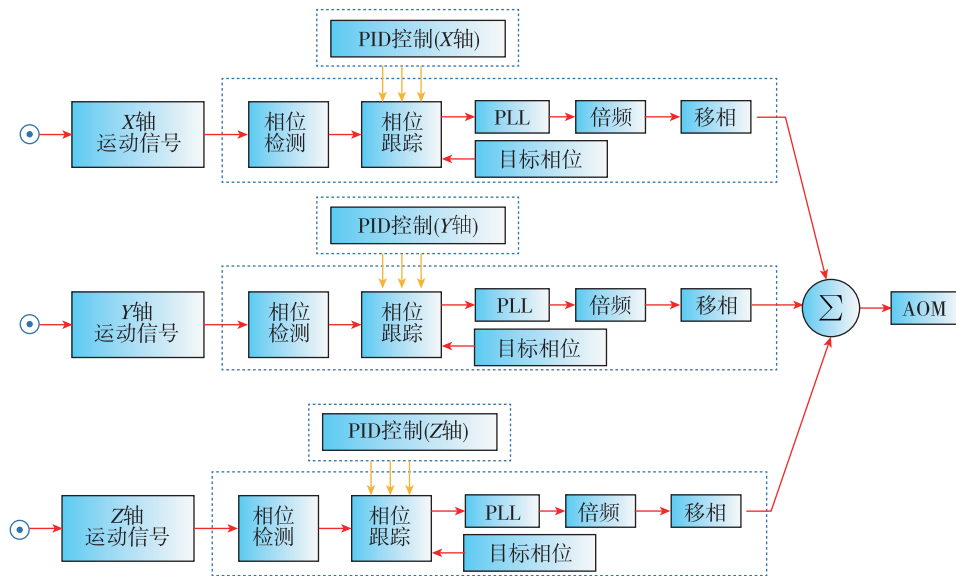 PID控制(X轴)
X轴
运动信号
相位
检测
相位
跟踪
PLL
倍频
移相
目标相位
PID控制(Y轴)
Y轴
运动信号
相位
检测
相位
跟踪
PLL
倍频
移相
目标相位
∑
AOM
PID控制(Z轴)
Z轴
运动信号
相位
检测
相位
跟踪
PLL
倍频
移相
目标相位